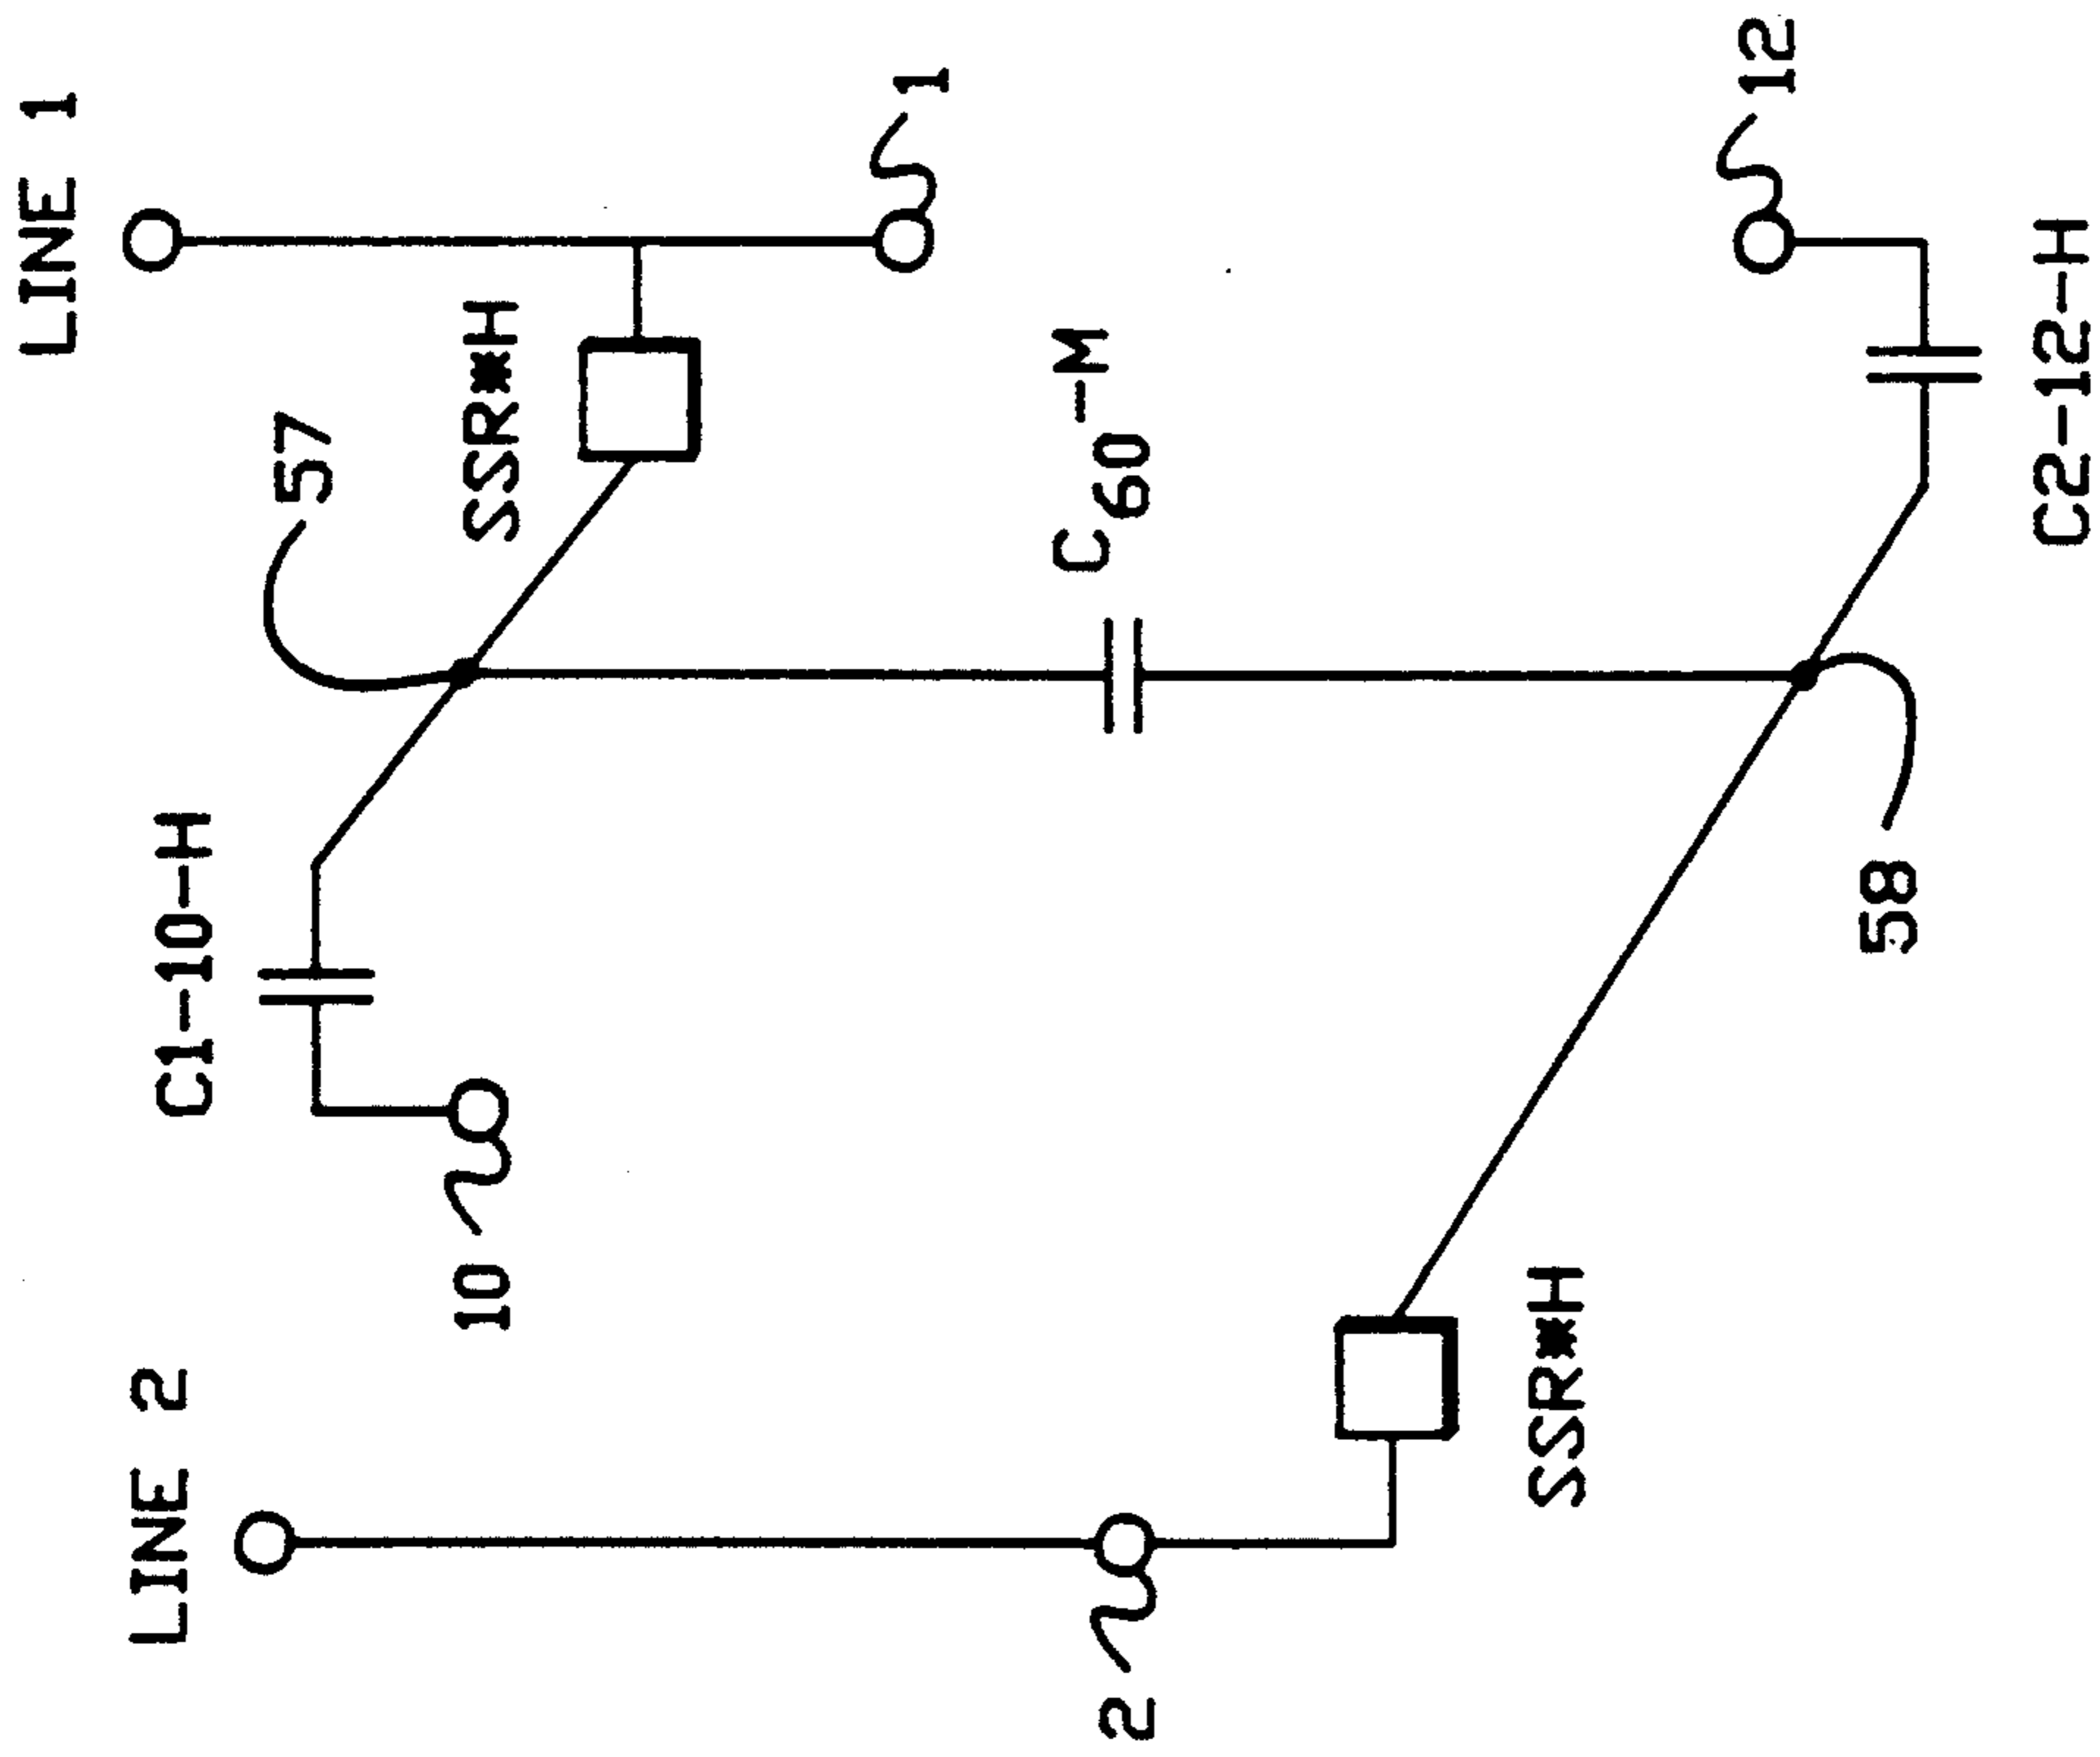 LINE 1
1
12
57
SSR*H
C60-M
C2-12-H
C1-10-H
58
10
LINE 2
SSR*H
2